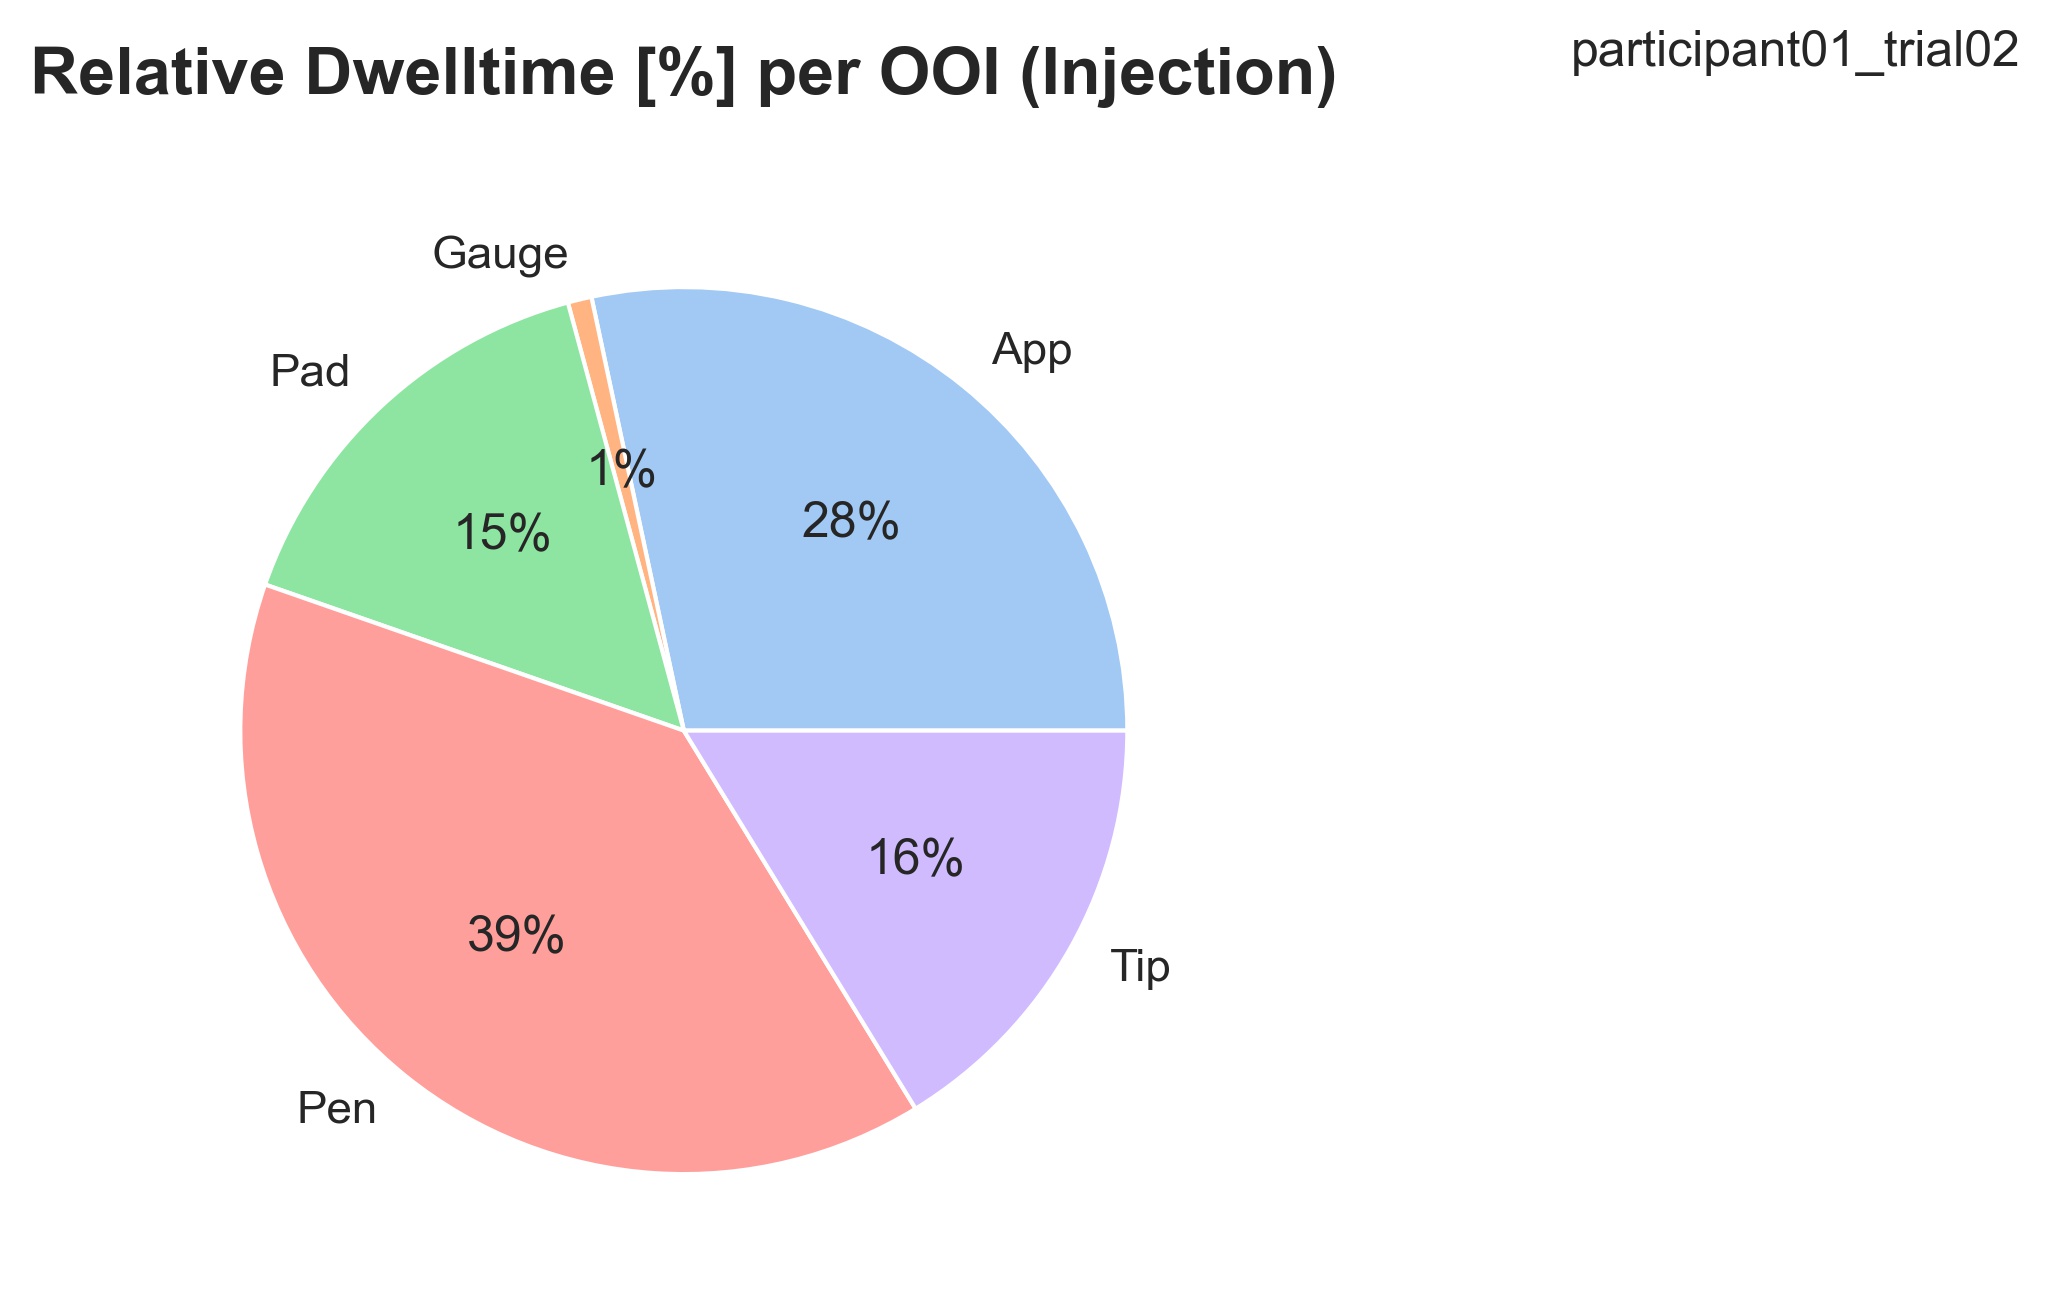 Relative Dwelltime [%] per OOI (Injection)
participant01_trial02
Gauge
App
Pad
1%
28%
15%
16%
39%
Tip
Pen